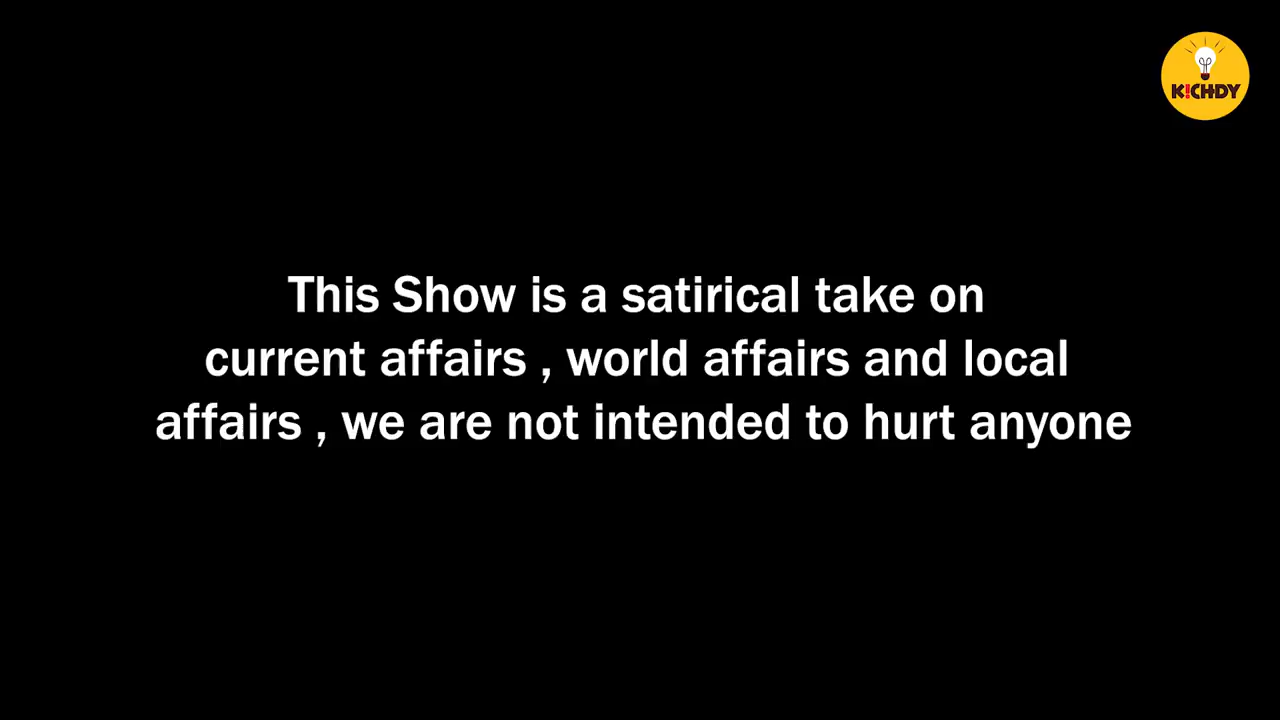 K!CHDY
This Show is a satirical take on
current affairs , world affairs and local
affairs , we are not intended to hurt anyone